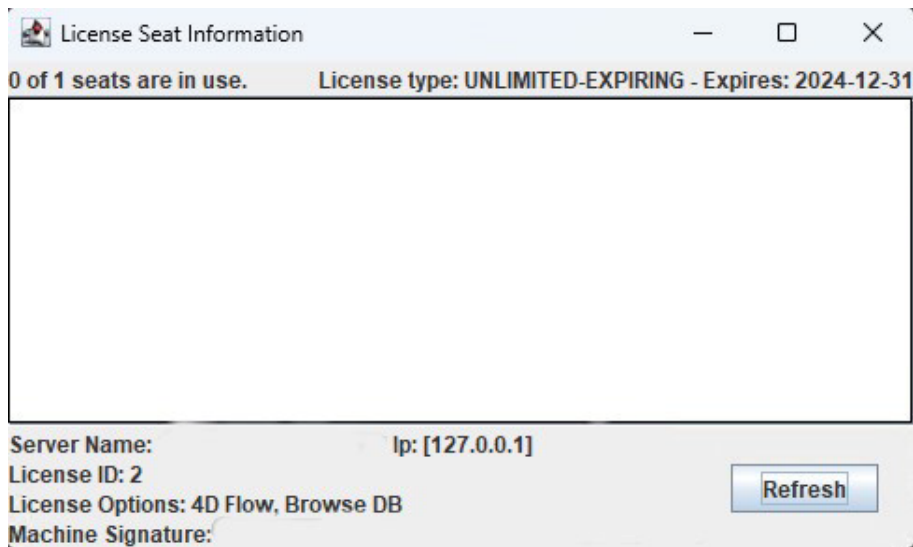 License Seat Information
0 of 1 seats are in use. License type: UNLIMITED-EXPIRING - Expires: 2024-12-31
Server Name: Ip: [127.0.0.1]
License ID: 2
License Options: 4D Flow, Browse DB
Refresh
Machine Signature: